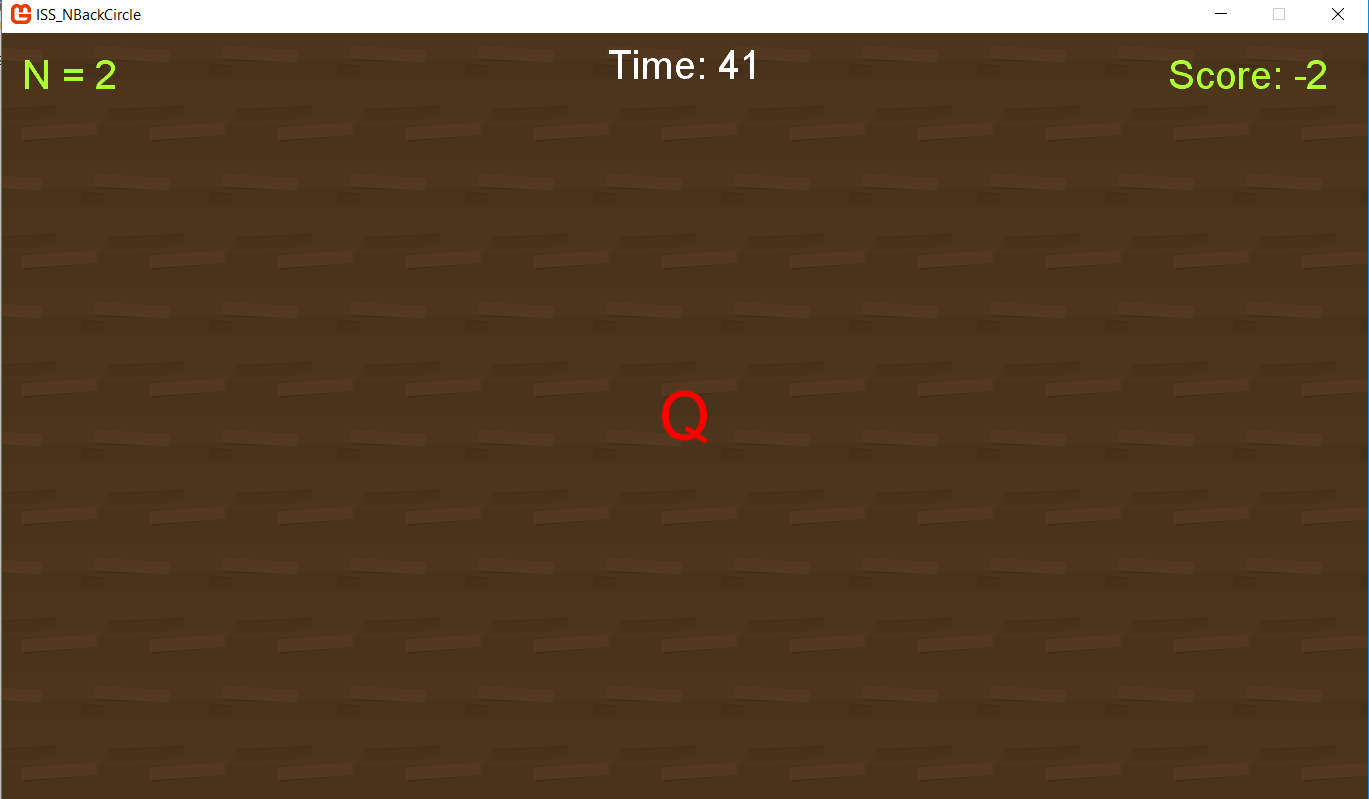 ISS_NBackCircle
N = 2
Time: 41
Score: -2
Q